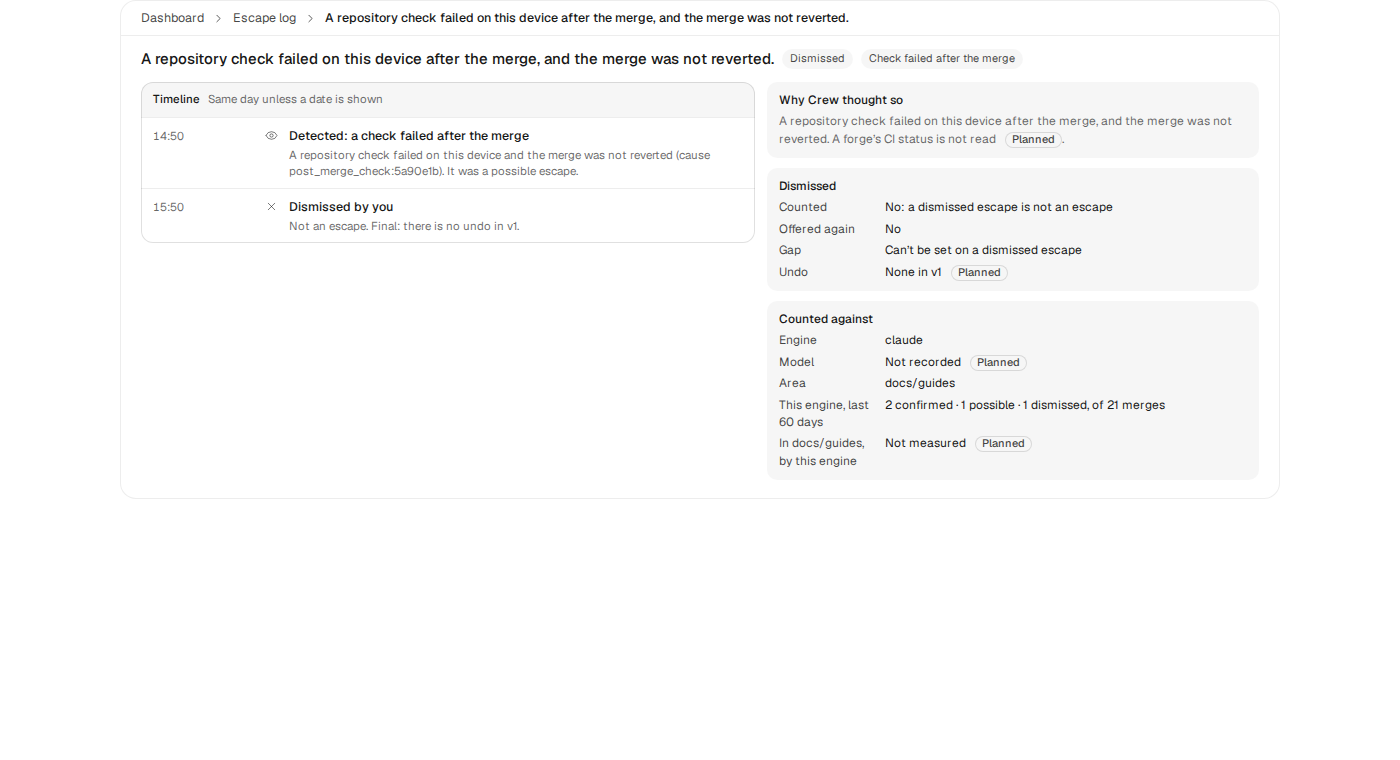 Dashboard > Escape log > A repository check failed on this device after the merge, and the merge was not reverted.
A repository check failed on this device after the merge, and the merge was not reverted. Dismissed Check failed after the merge
Timeline Same day unless a date is shown
14:50 Detected: a check failed after the merge
A repository check failed on this device and the merge was not reverted (cause
post_merge_check:5a90e1b). It was a possible escape.
15:50 Dismissed by you
Not an escape. Final: there is no undo in v1.
Why Crew thought so
A repository check failed on this device after the merge, and the merge was not
reverted. A forge's CI status is not read Planned.
Dismissed
Counted No: a dismissed escape is not an escape
Offered again No
Gap Can't be set on a dismissed escape
Undo None in v1 Planned
Counted against
Engine claude
Model Not recorded Planned
Area docs/guides
This engine, last 2 confirmed · 1 possible · 1 dismissed, of 21 merges
60 days
In docs/guides, Not measured Planned
by this engine